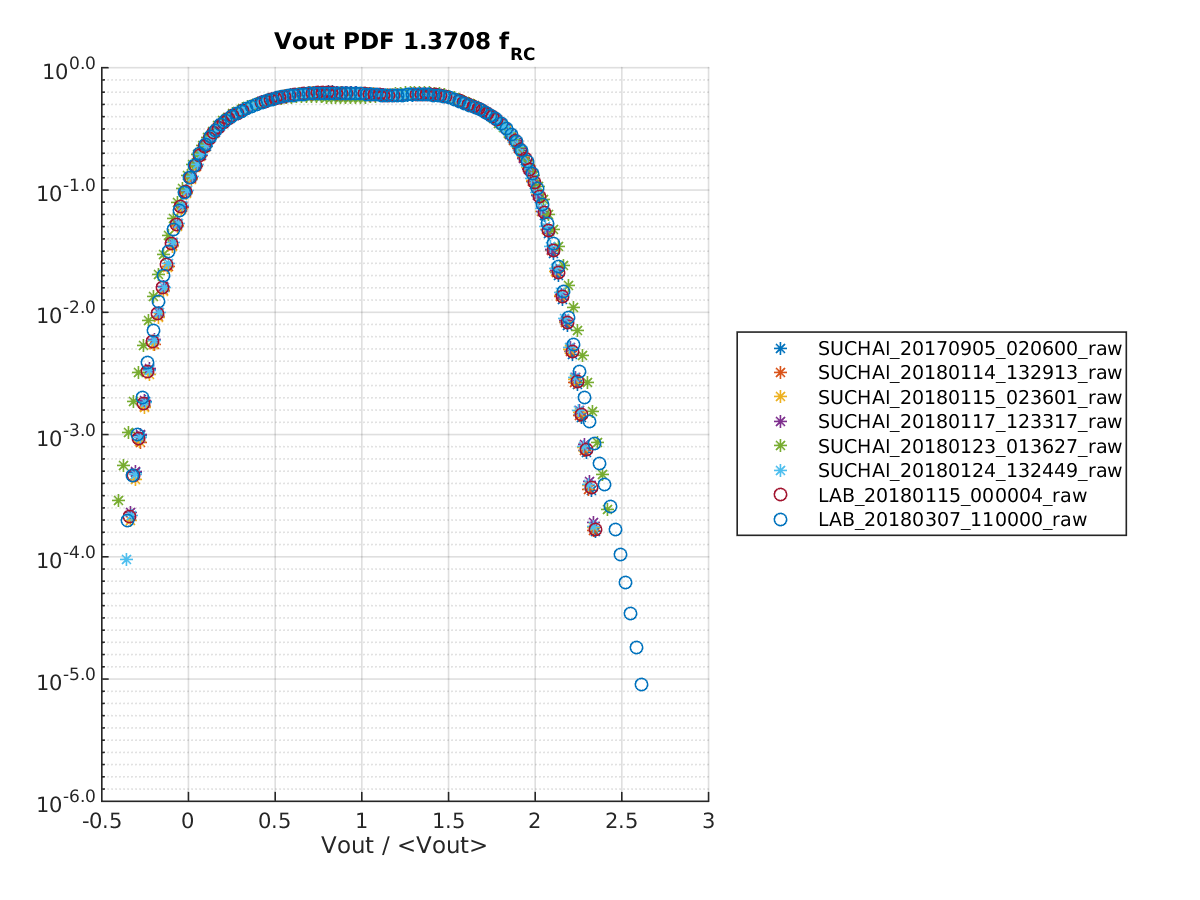 Vout PDF 1.3708 f_RC
10^0.0
10^-1.0
10^-2.0
10^-3.0
10^-4.0
10^-5.0
10^-6.0
-0.5 0 0.5 1 1.5 2 2.5 3
Vout / <Vout>
SUCHAI_20170905_020600_raw
SUCHAI_20180114_132913_raw
SUCHAI_20180115_023601_raw
SUCHAI_20180117_123317_raw
SUCHAI_20180123_013627_raw
SUCHAI_20180124_132449_raw
LAB_20180115_000004_raw
LAB_20180307_110000_raw